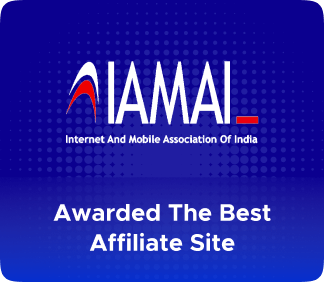 IAMAI
Internet And Mobile Association Of India
Awarded The Best
Affiliate Site